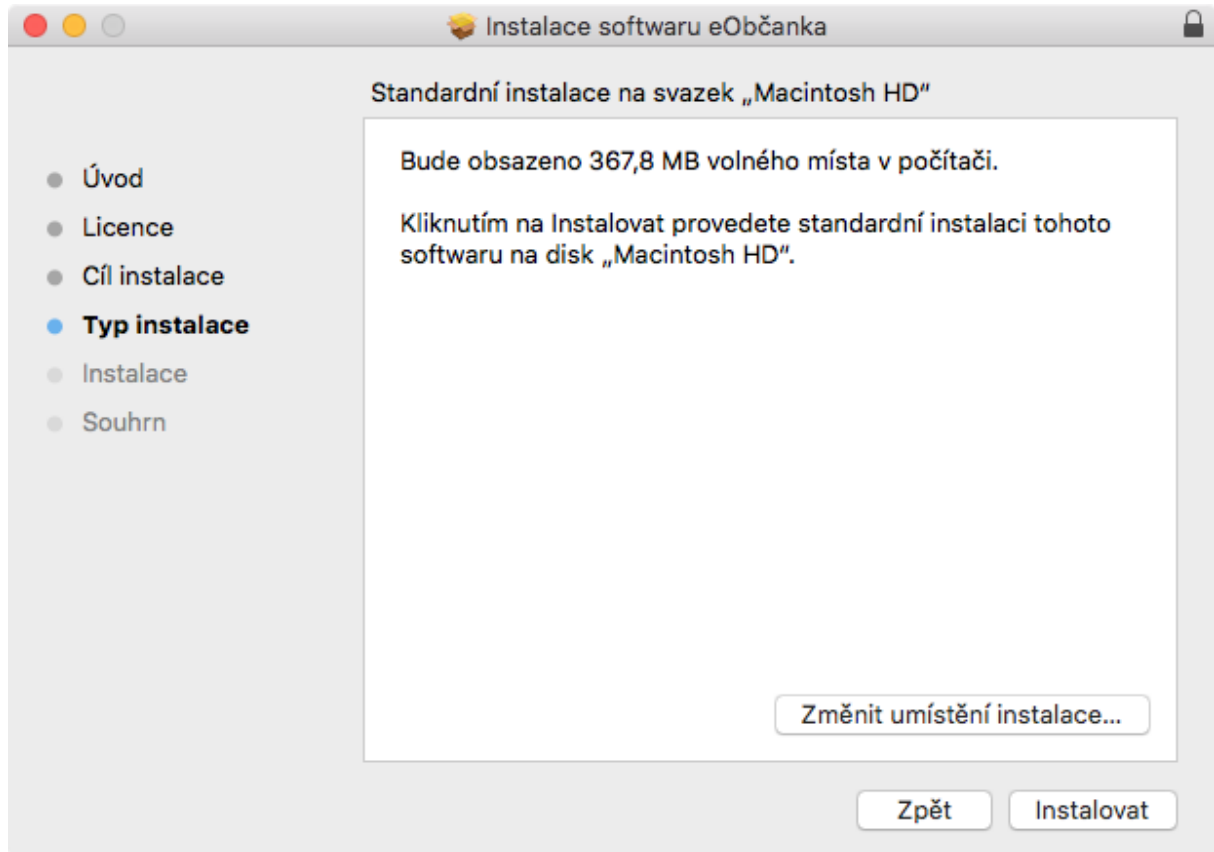 Instalace softwaru eObčanka
Standardní instalace na svazek „Macintosh HD“
Úvod
Licence
Cíl instalace
Typ instalace
Instalace
Souhrn
Bude obsazeno 367,8 MB volného místa v počítači.
Kliknutím na Instalovat provedete standardní instalaci tohoto
softwaru na disk „Macintosh HD“.
Změnit umístění instalace...
Zpět
Instalovat